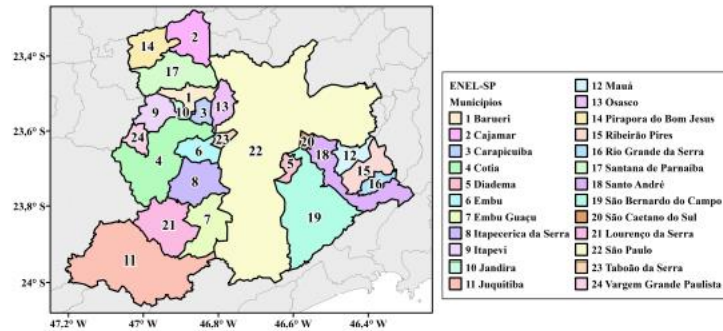 23,4° S
23,6° S
23,8° S
24° S
47,2° W
47° W
46,8° W
46,6° W
46,4° W
2
14
17
1
9
10
3
13
24
23
4
6
22
20
5
18
12
15
16
8
19
21
7
11
ENEL-SP
Municípios
1 Barueri
2 Cajamar
3 Carapicuiba
4 Cotia
5 Diadema
6 Embu
7 Embu Guaçu
8 Itapecerica da Serra
9 Itapevi
10 Jandira
11 Juquitiba
12 Mauá
13 Osasco
14 Pirapora do Bom Jesus
15 Ribeirão Pires
16 Rio Grande da Serra
17 Santana de Parnaíba
18 Santo André
19 São Bernardo do Campo
20 São Caetano do Sul
21 Lourenço da Serra
22 São Paulo
23 Taboão da Serra
24 Vargem Grande Paulista